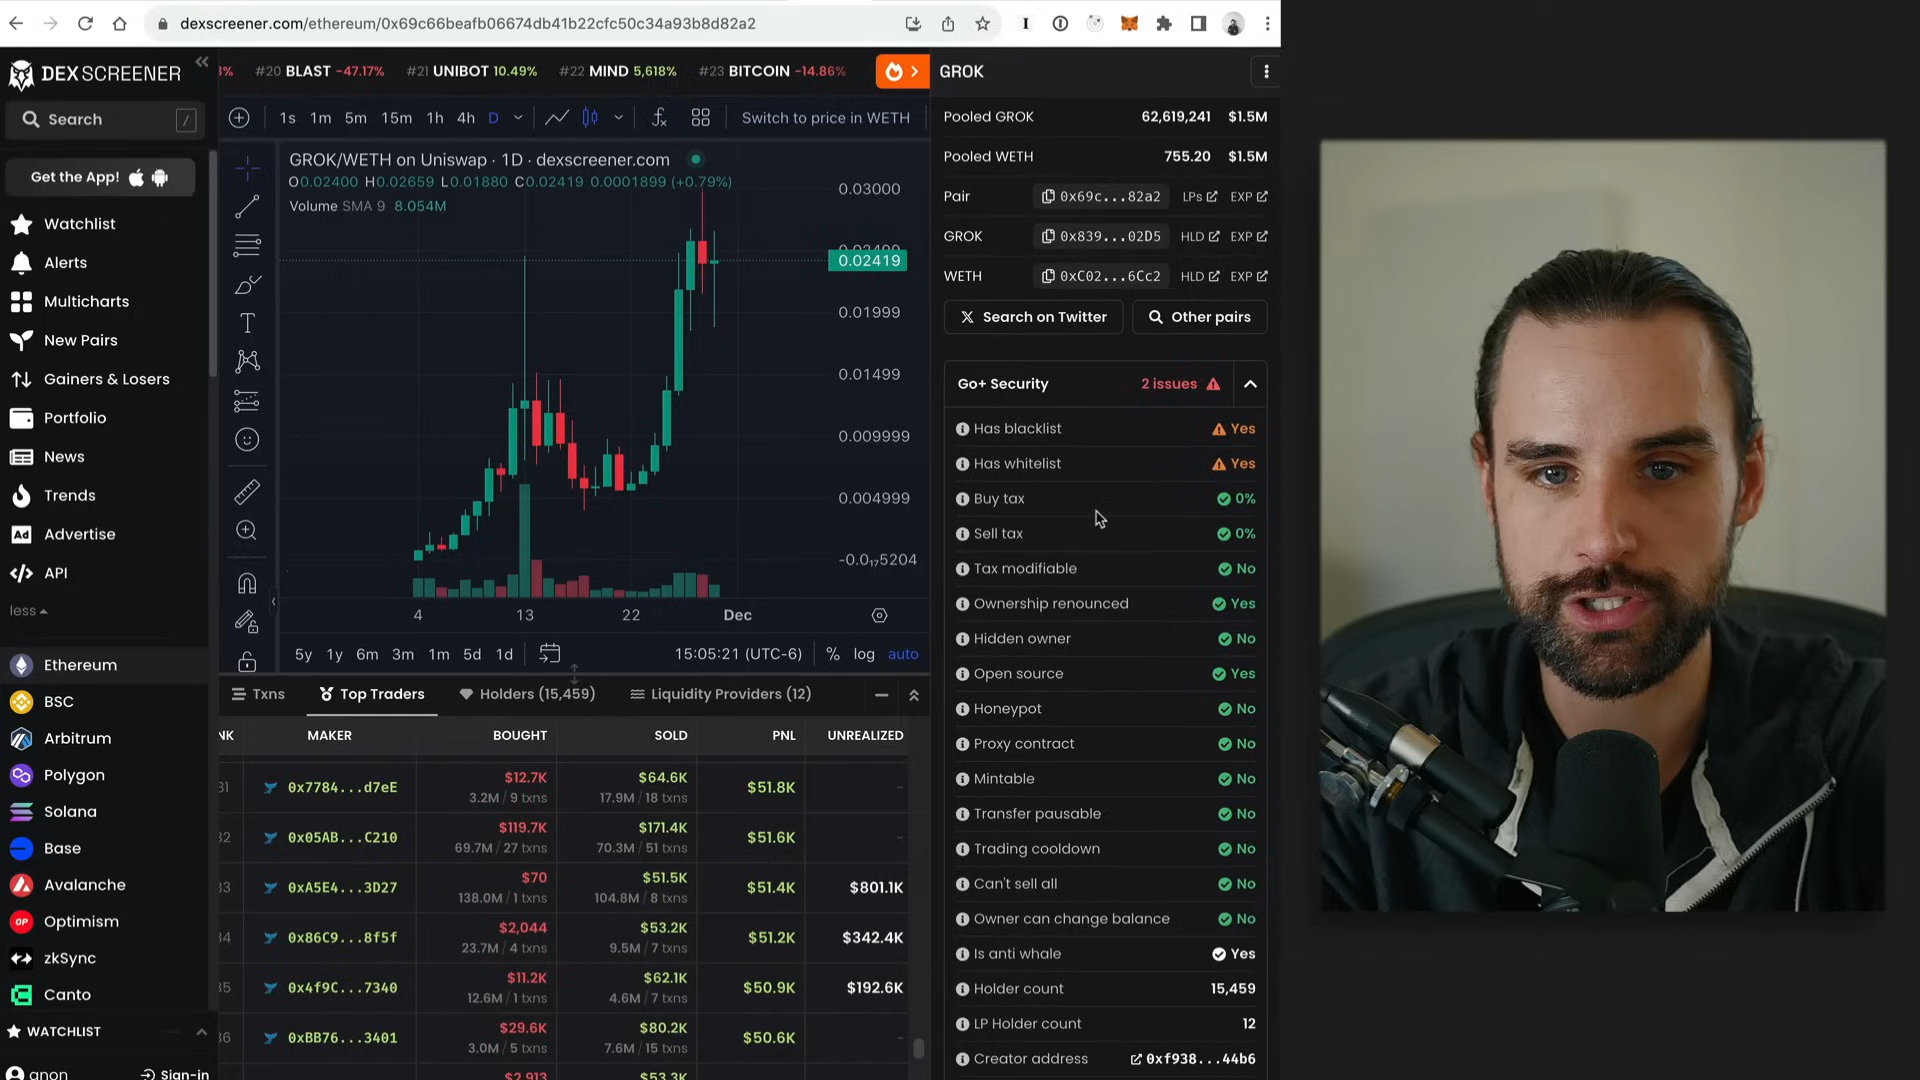 dexscreener.com/ethereum/0x69c66beafb06674db41b22cfc50c34a93b8d82a2
DEX SCREENER
Search /
Get the App!
Watchlist
Alerts
Multicharts
New Pairs
Gainers & Losers
Portfolio
News
Trends
Ad Advertise
API
less
Ethereum
BSC
Arbitrum
Polygon
Solana
Base
Avalanche
OP Optimism
zkSync
Canto
WATCHLIST
anon Sign-in
#20 BLAST -47.17% #21 UNIBOT 10.49% #22 MIND 5,618% #23 BITCOIN -14.86%
1s 1m 5m 15m 1h 4h D Switch to price in WETH
GROK/WETH on Uniswap · 1D · dexscreener.com
O0.02400 H0.02659 L0.01880 C0.02419 0.0001899 (+0.79%)
Volume SMA 9 8.054M
0.03000
0.02419
0.01999
0.01499
0.009999
0.004999
-0.0₁₇5204
4 13 22 Dec
5y 1y 6m 3m 1m 5d 1d 15:05:21 (UTC-6) % log auto
Txns Top Traders Holders (15,459) Liquidity Providers (12)
NK MAKER BOUGHT SOLD PNL UNREALIZED
0x7784...d7eE $12.7K $64.6K $51.8K -
3.2M / 9 txns 17.9M / 18 txns
0x05AB...C210 $119.7K $171.4K $51.6K -
69.7M / 27 txns 70.3M / 51 txns
0xA5E4...3D27 $70 $51.5K $51.4K $801.1K
138.0M / 1 txns 104.8M / 8 txns
0x86C9...8f5f $2,044 $53.2K $51.2K $342.4K
23.7M / 4 txns 9.5M / 7 txns
0x4f9C...7340 $11.2K $62.1K $50.9K $192.6K
12.6M / 1 txns 4.6M / 7 txns
0xBB76...3401 $29.6K $80.2K $50.6K
3.0M / 5 txns 7.6M / 15 txns
$2,913 $53.3K
GROK
Pooled GROK 62,619,241 $1.5M
Pooled WETH 755.20 $1.5M
Pair 0x69c...82a2 LPs EXP
GROK 0x839...02D5 HLD EXP
WETH 0xC02...6Cc2 HLD EXP
Search on Twitter Other pairs
Go+ Security 2 issues
Has blacklist Yes
Has whitelist Yes
Buy tax 0%
Sell tax 0%
Tax modifiable No
Ownership renounced Yes
Hidden owner No
Open source Yes
Honeypot No
Proxy contract No
Mintable No
Transfer pausable No
Trading cooldown No
Can't sell all No
Owner can change balance No
Is anti whale Yes
Holder count 15,459
LP Holder count 12
Creator address 0xf938...44b6